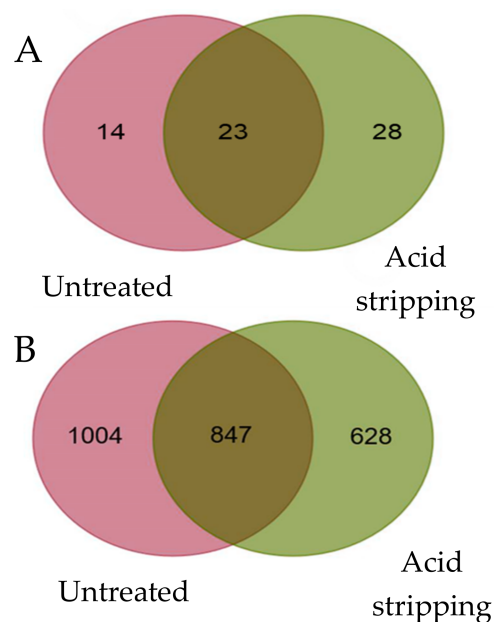 A
14 23 28
Untreated
Acid
stripping
B
1004 847 628
Untreated
Acid
stripping